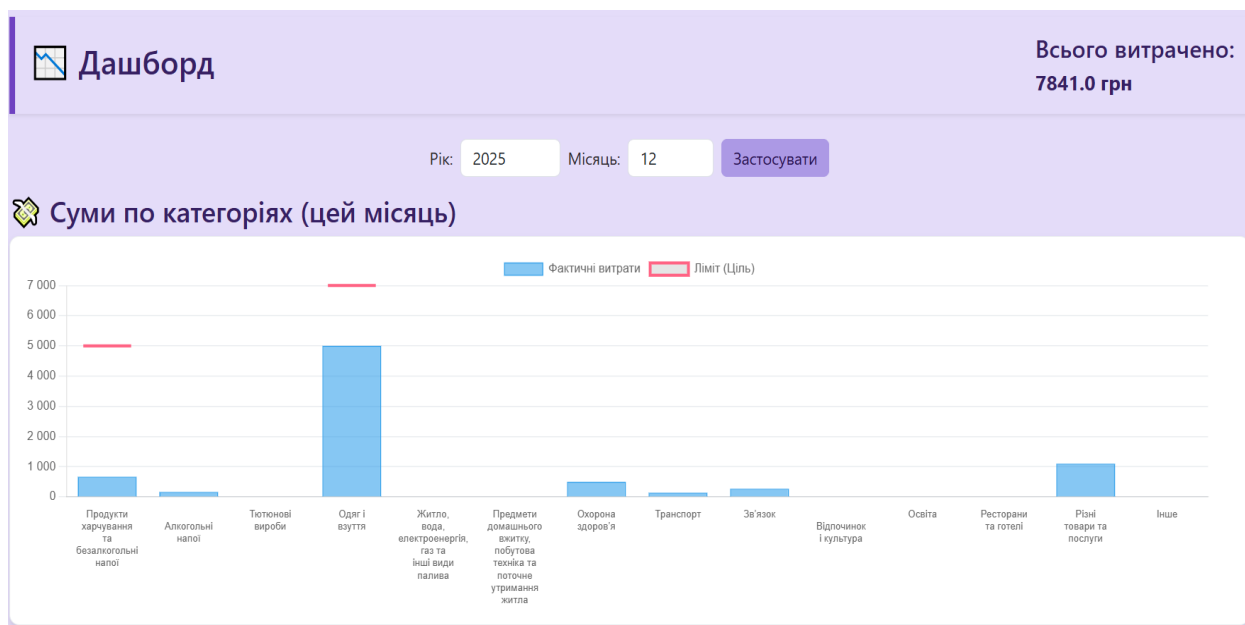 Дашборд
Всього витрачено:
7841.0 грн
Рік: 2025 Місяць: 12 Застосувати
Суми по категоріях (цей місяць)
Фактичні витрати Ліміт (Ціль)
7 000
6 000
5 000
4 000
3 000
2 000
1 000
0
Продукти
харчування
та
безалкогольні
напої
Алкогольні
напої
Тютюнові
вироби
Одяг і
взуття
Житло,
вода,
електроенергія,
газ та
інші види
палива
Предмети
домашнього
вжитку,
побутова
техніка та
поточне
утримання
житла
Охорона
здоров'я
Транспорт
Зв'язок
Відпочинок
і культура
Освіта
Ресторани
та готелі
Різні
товари та
послуги
Інше